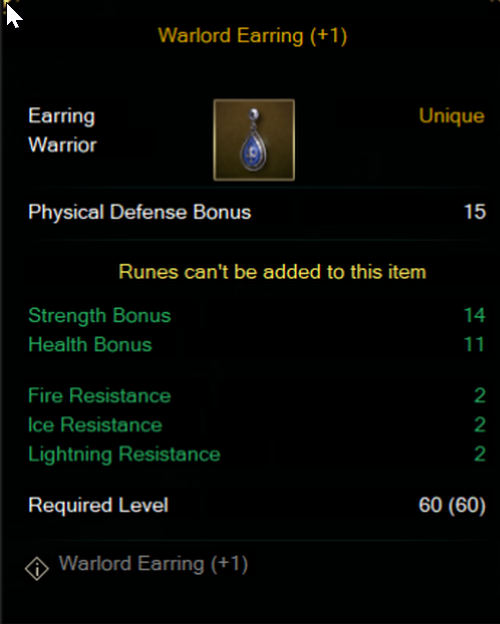 Warlord Earring (+1)
Earring Unique
Warrior
Physical Defense Bonus 15
Runes can't be added to this item
Strength Bonus 14
Health Bonus 11
Fire Resistance 2
Ice Resistance 2
Lightning Resistance 2
Required Level 60 (60)
Warlord Earring (+1)